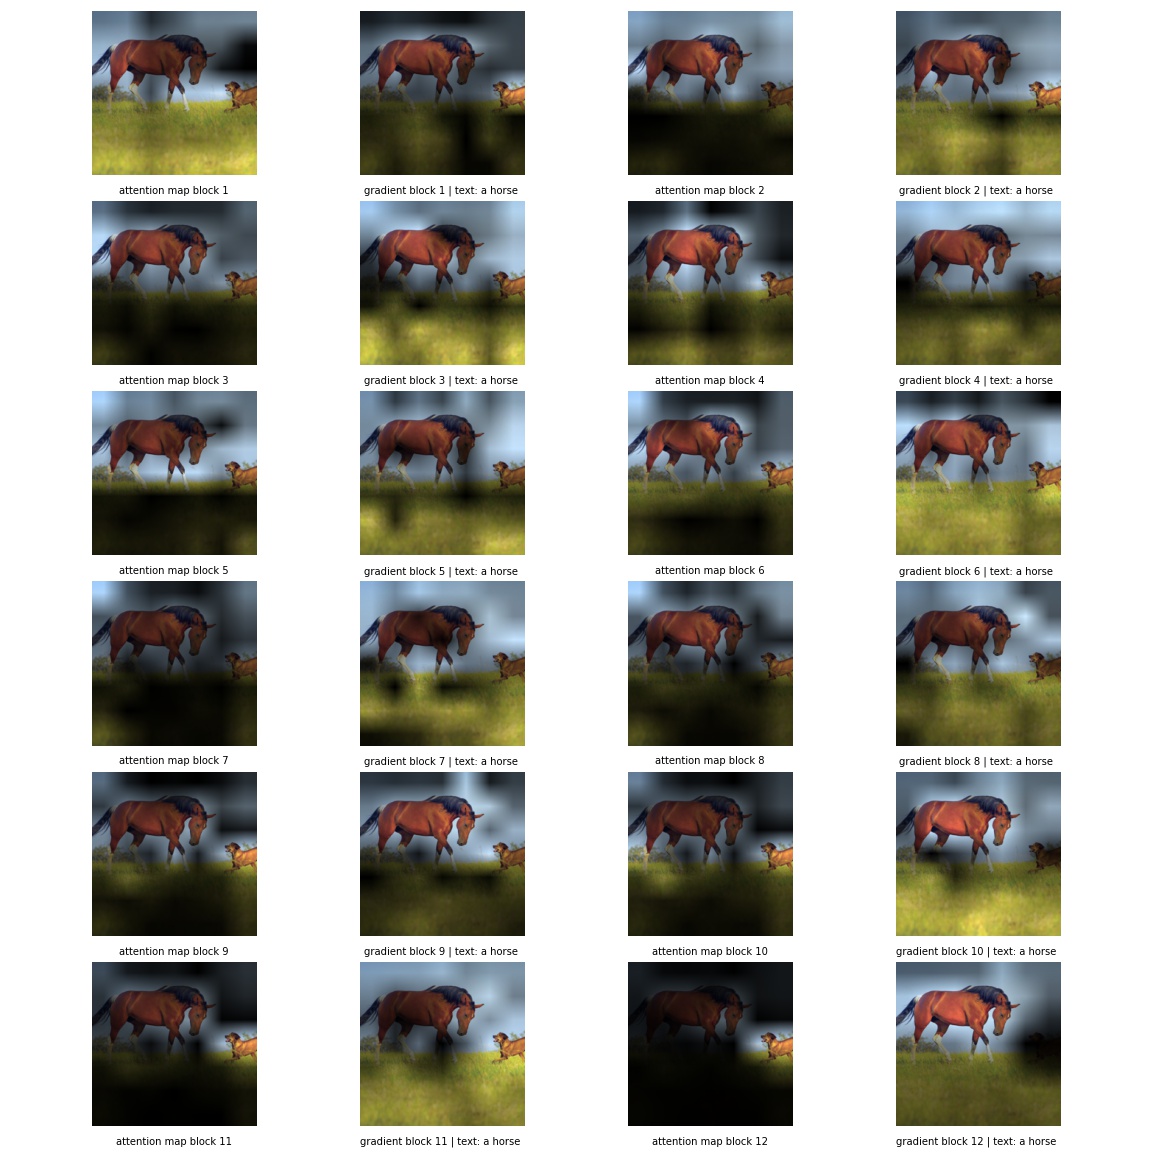 attention map block 1
gradient block 1 | text: a horse
attention map block 2
gradient block 2 | text: a horse
attention map block 3
gradient block 3 | text: a horse
attention map block 4
gradient block 4 | text: a horse
attention map block 5
gradient block 5 | text: a horse
attention map block 6
gradient block 6 | text: a horse
attention map block 7
gradient block 7 | text: a horse
attention map block 8
gradient block 8 | text: a horse
attention map block 9
gradient block 9 | text: a horse
attention map block 10
gradient block 10 | text: a horse
attention map block 11
gradient block 11 | text: a horse
attention map block 12
gradient block 12 | text: a horse